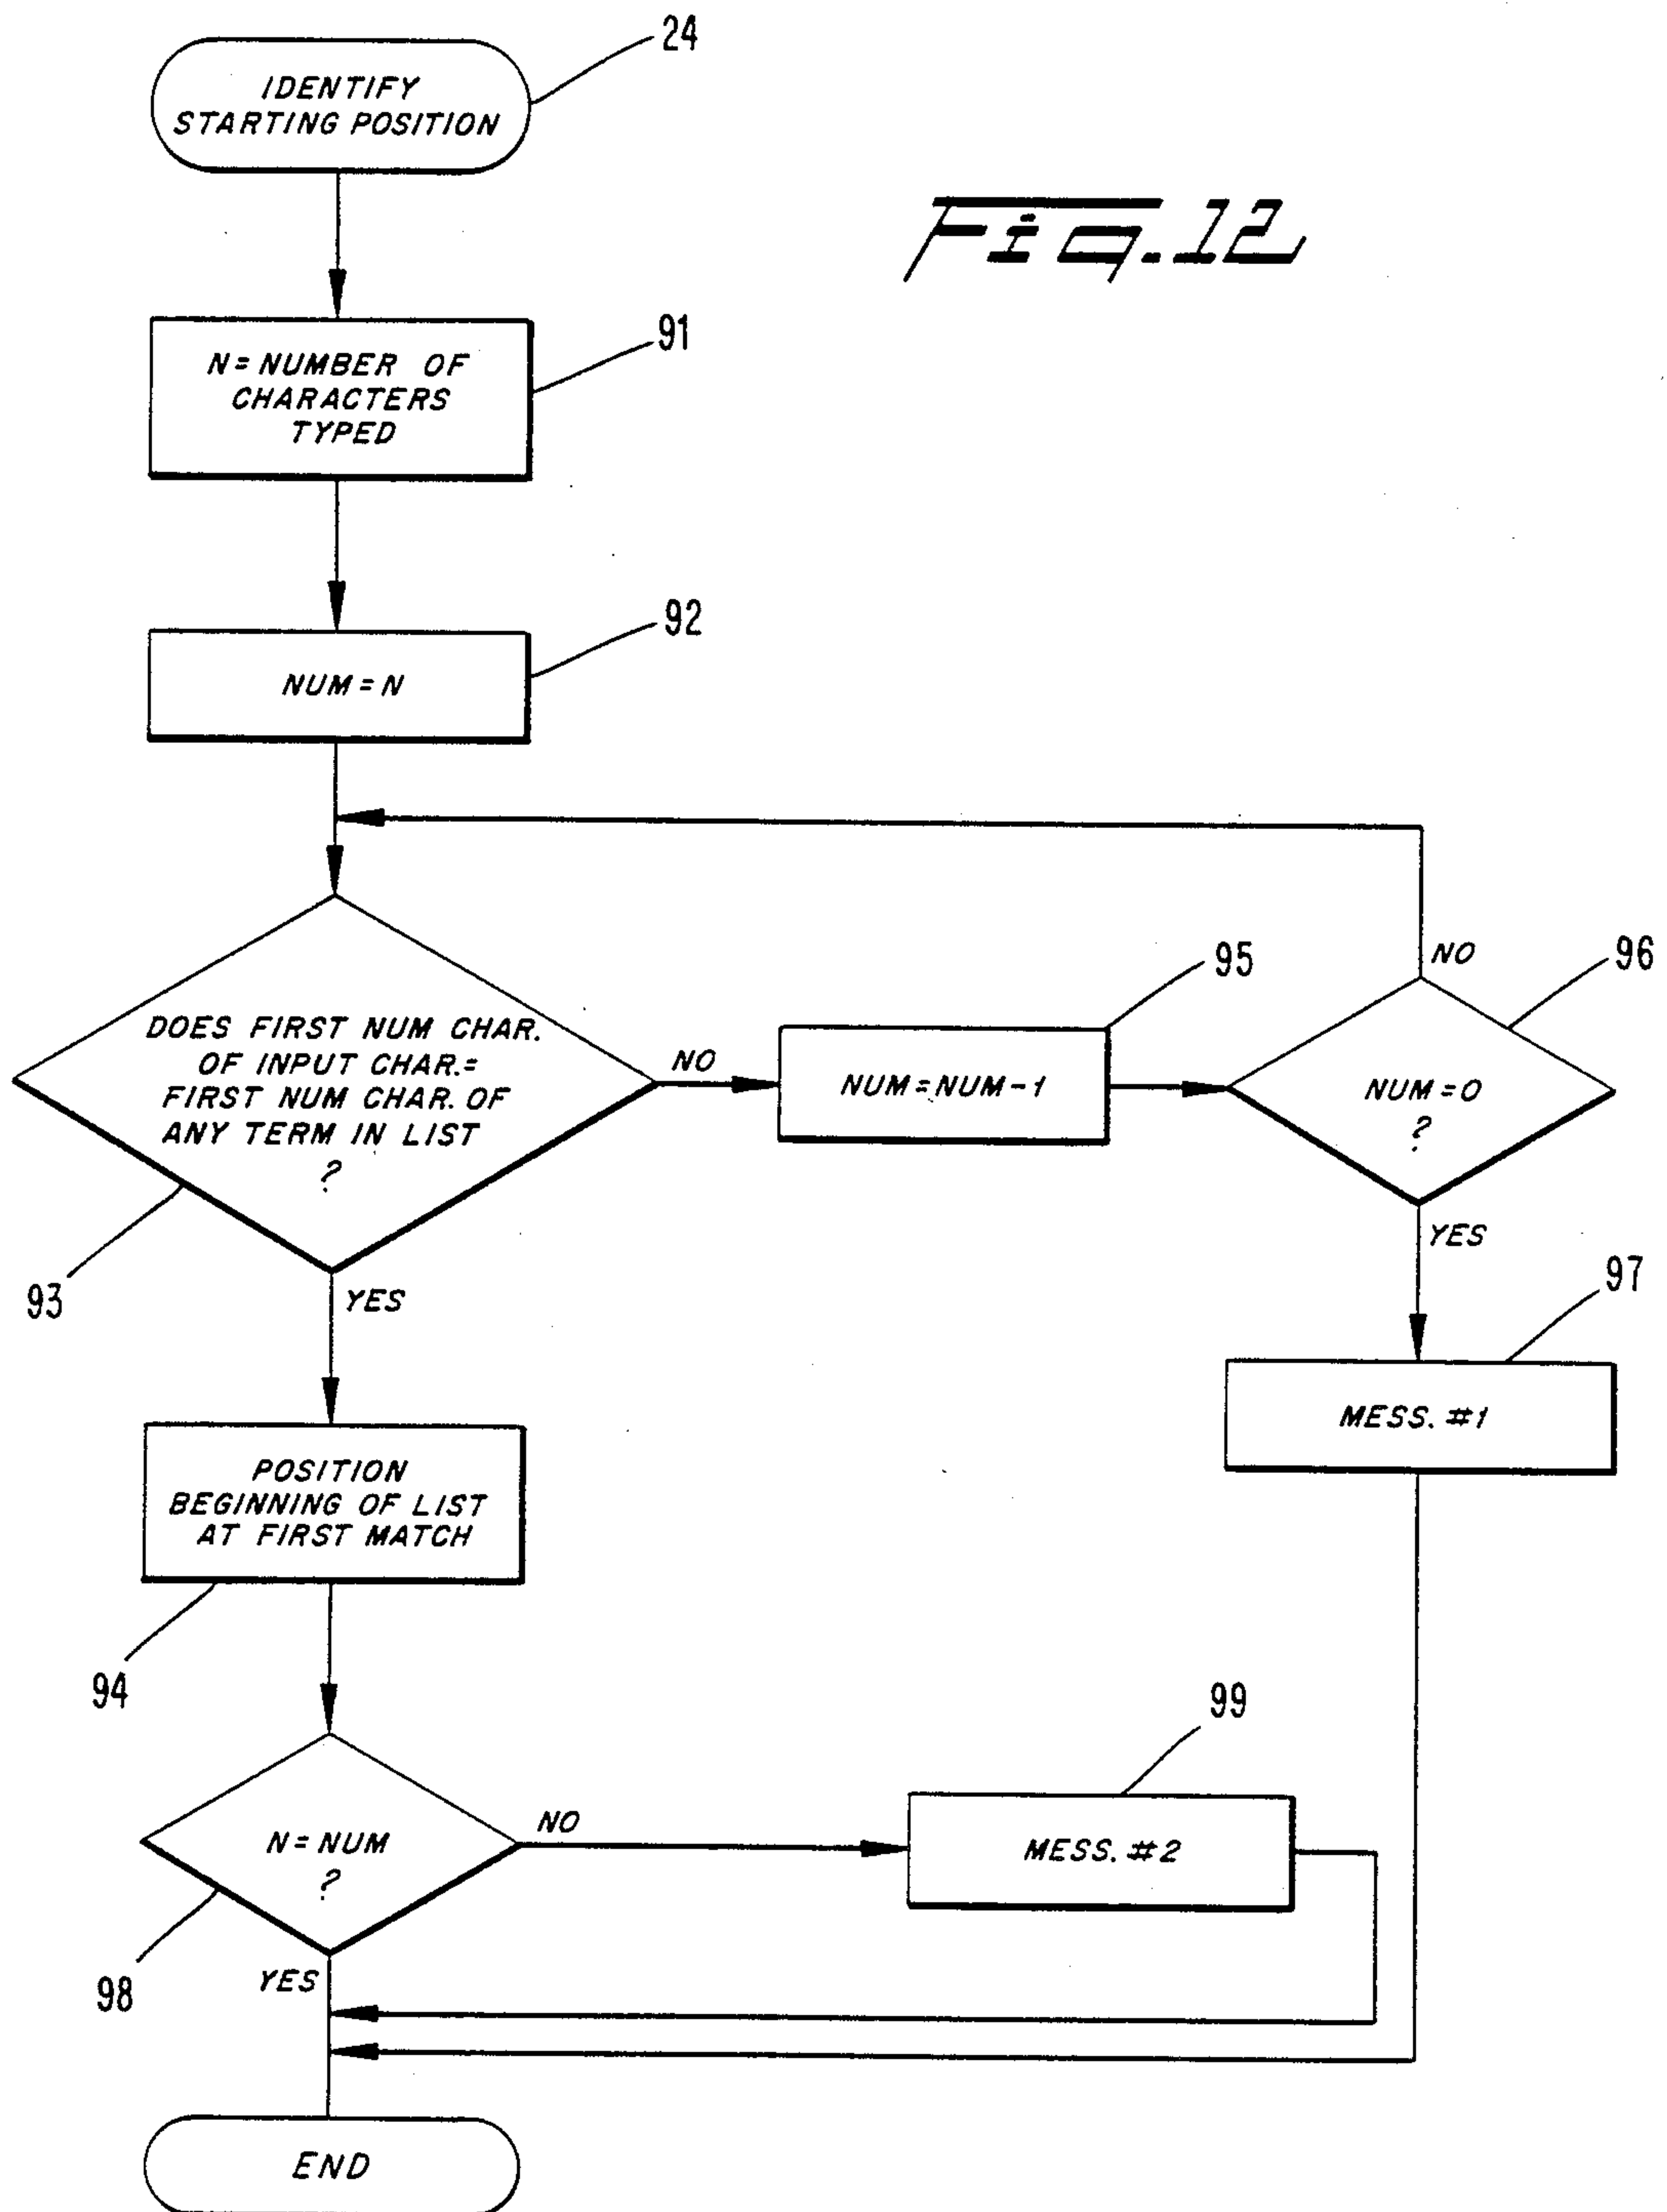 24
IDENTIFY
STARTING POSITION
Fig. 12
91
N = NUMBER OF
CHARACTERS
TYPED
92
NUM = N
NO
96
95
DOES FIRST NUM CHAR.
OF INPUT CHAR. =
FIRST NUM CHAR. OF
ANY TERM IN LIST
?
NO
NUM = NUM - 1
NUM = 0
?
YES
93
YES
97
MESS. #1
POSITION
BEGINNING OF LIST
AT FIRST MATCH
94
99
N = NUM
?
NO
MESS. #2
98
YES
END